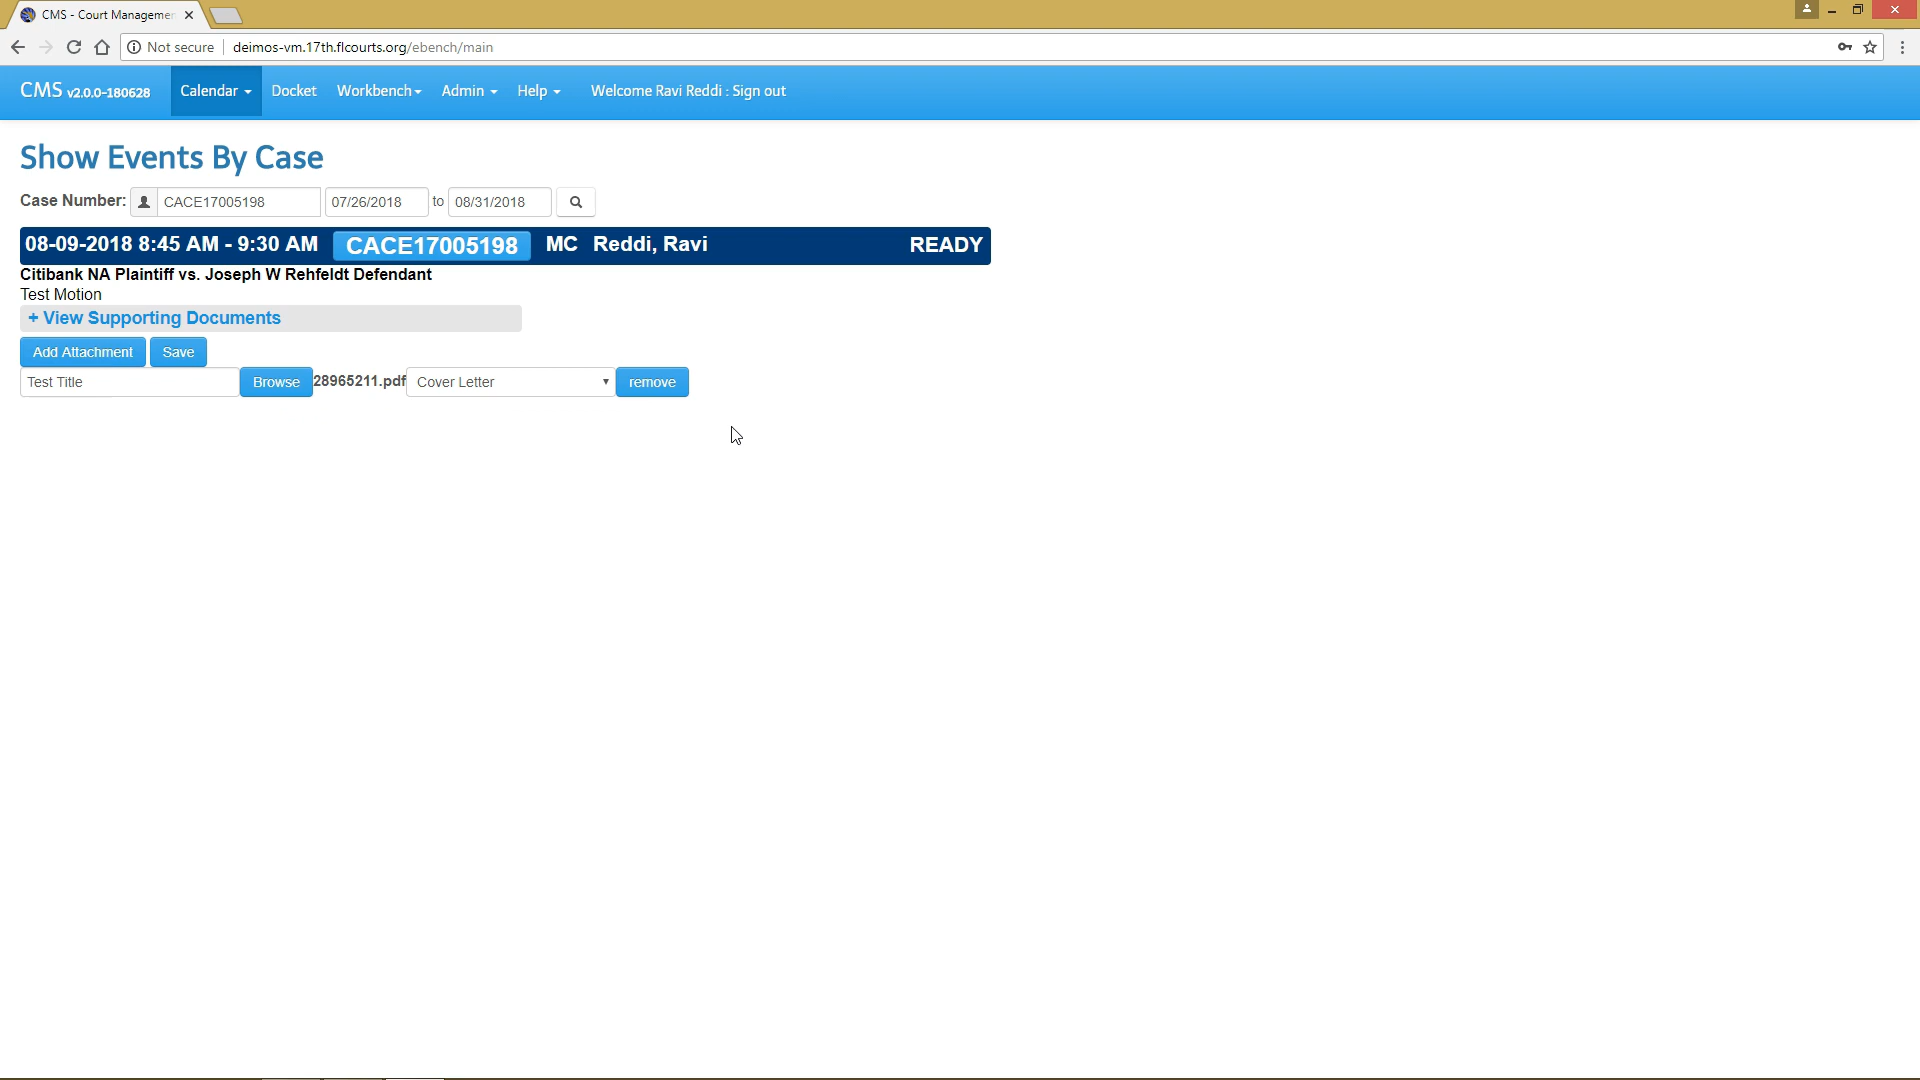 CMS - Court Managemer
Not secure deimos-vm.17th.flcourts.org/ebench/main
CMS v2.0.0-180628 Calendar Docket Workbench Admin Help Welcome Ravi Reddi : Sign out
Show Events By Case
Case Number: CACE17005198 07/26/2018 to 08/31/2018
08-09-2018 8:45 AM - 9:30 AM CACE17005198 MC Reddi, Ravi READY
Citibank NA Plaintiff vs. Joseph W Rehfeldt Defendant
Test Motion
+ View Supporting Documents
Add Attachment Save
Test Title Browse 28965211.pdf Cover Letter remove